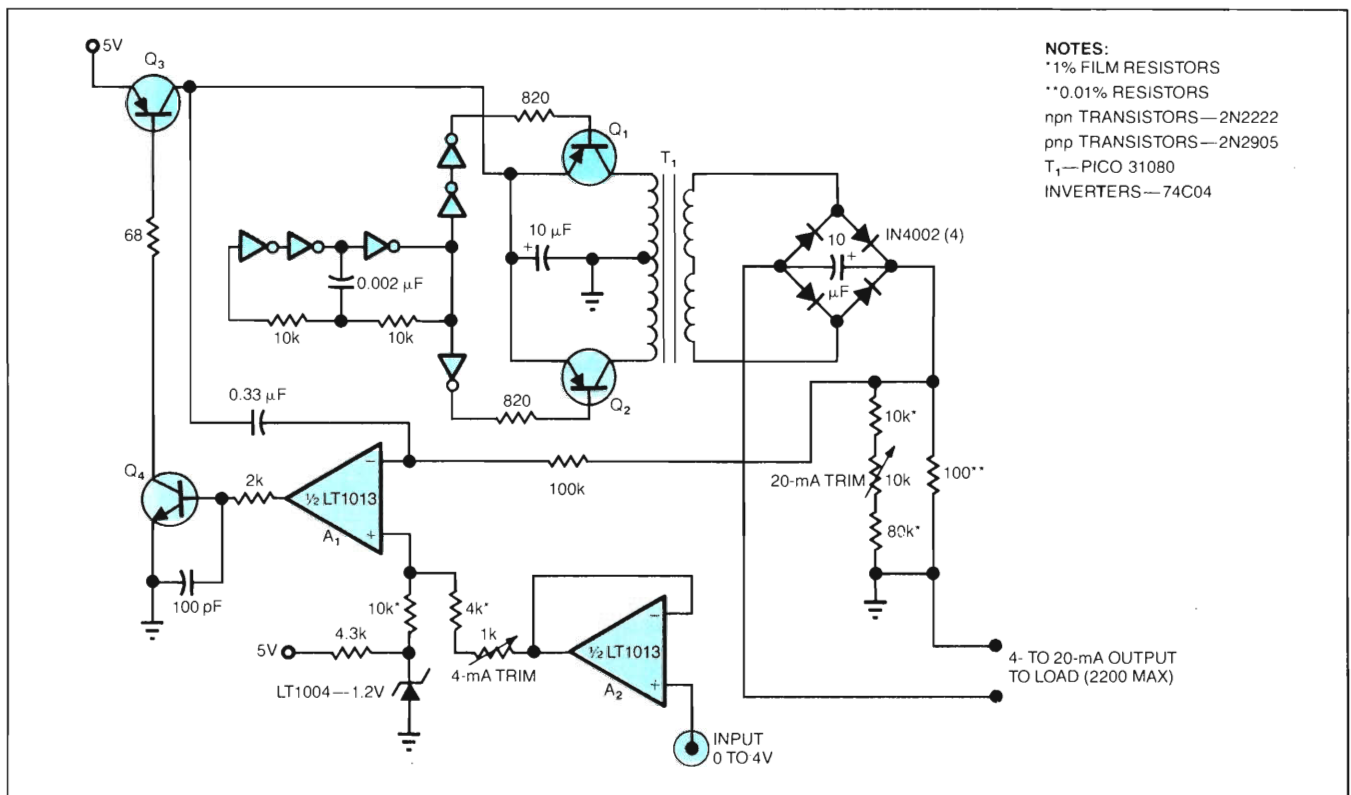 NOTES:
*1% FILM RESISTORS
**0.01% RESISTORS
npn TRANSISTORS—2N2222
pnp TRANSISTORS—2N2905
T₁—PICO 31080
INVERTERS—74C04
5V
Q₃
820
Q₁
T₁
68
10 µF
+
0.002 µF
10k
10k
IN4002 (4)
10
+
µF
820
Q₂
0.33 µF
Q₄
2k
½ LT1013
−
+
A₁
100k
10k*
20-mA TRIM
10k
100**
80k*
100 pF
10k*
4k*
4.3k
5V
1k
4-mA TRIM
LT1004—1.2V
½ LT1013
−
+
A₂
4- TO 20-mA OUTPUT
TO LOAD (2200 MAX)
INPUT
0 TO 4V